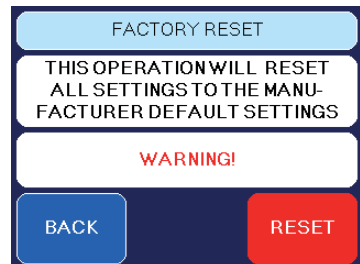 FACTORY RESET
THIS OPERATION WILL RESET
ALL SETTINGS TO THE MANU-
FACTURER DEFAULT SETTINGS
WARNING!
BACK
RESET